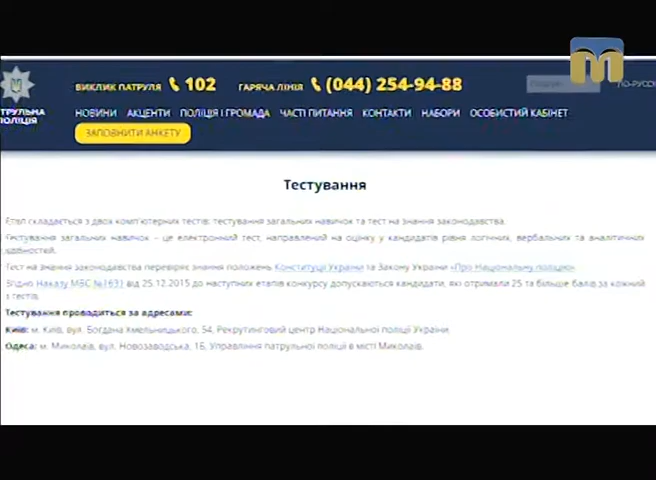 ВИКЛИК ПАТРУЛЯ 102 ГАРЯЧА ЛІНІЯ (044) 254-94-88
ТРУЛЬНА
ПОЛІЦІЯ
НОВИНИ АКЦЕНТИ ПОЛІЦІЯ І ГРОМАДА ЧАСТІ ПИТАННЯ КОНТАКТИ НАБОРИ ОСОБИСТИЙ КАБІНЕТ
ЗАПОВНИТИ АНКЕТУ
Тестування
Етап складається з двох комп'ютерних тестів: тестування загальних навичок та тест на знання законодавства.
Тестування загальних навичок – це електронний тест, направлений на оцінку у кандидатів рівня логічних, вербальних та аналітичних
здібностей.
Тест на знання законодавства перевіряє знання положень Конституції України та Закону України «Про Національну поліцію».
Згідно Наказу МВС №1631 від 25.12.2015 до наступних етапів конкурсу допускаються кандидати, які отримали 25 та більше балів за кожний
з тестів.
Тестування проводиться за адресами:
Київ: м. Київ, вул. Богдана Хмельницького, 54, Рекрутинговий центр Національної поліції України
Одеса: м. Миколаїв, вул. Новозаводська, 1Б, Управління патрульної поліції в місті Миколаїв.